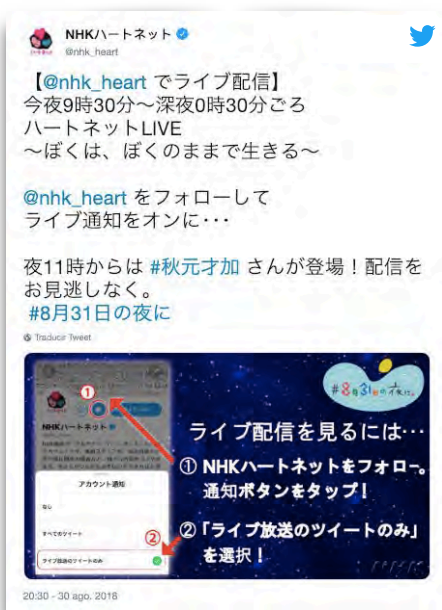 NHKハートネット
@nhk_heart
【@nhk_heart でライブ配信】
今夜9時30分～深夜0時30分ごろ
ハートネットLIVE
～ぼくは、ぼくのままで生きる～
@nhk_heart をフォローして
ライブ通知をオンに･･･
夜11時からは #秋元才加 さんが登場！配信を
お見逃しなく。
#8月31日の夜に
Traducir Tweet
#8月31日の夜に。
①
NHKハートネット
アカウント通知
なし
すべてのツイート
②
ライブ放送のツイートのみ
ライブ配信を見るには･･･
① NHKハートネットをフォロー。
通知ボタンをタップ！
② 「ライブ放送のツイートのみ」
を選択！
20:30 - 30 ago. 2018